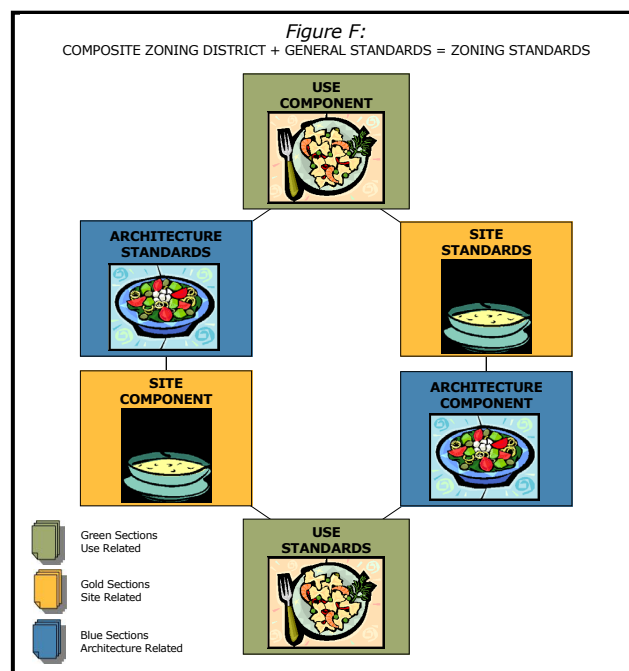 Figure F:
COMPOSITE ZONING DISTRICT + GENERAL STANDARDS = ZONING STANDARDS
USE
COMPONENT
ARCHITECTURE
STANDARDS
SITE
STANDARDS
SITE
COMPONENT
ARCHITECTURE
COMPONENT
USE
STANDARDS
Green Sections
Use Related
Gold Sections
Site Related
Blue Sections
Architecture Related